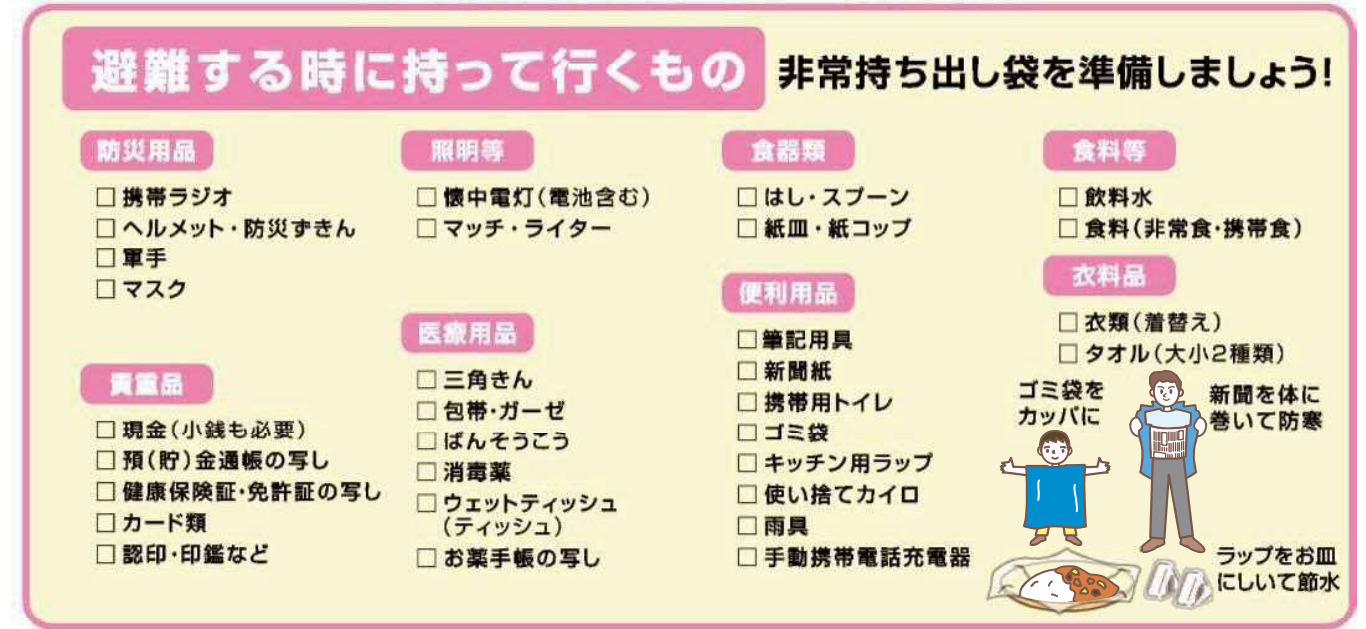 避難する時に持って行くもの 非常持ち出し袋を準備しましょう!
防災用品
□携帯ラジオ
□ヘルメット・防災ずきん
□軍手
□マスク
貴重品
□現金(小銭も必要)
□預(貯)金通帳の写し
□健康保険証・免許証の写し
□カード類
□認印・印鑑など
照明等
□懐中電灯(電池含む)
□マッチ・ライター
医療用品
□三角きん
□包帯・ガーゼ
□ばんそうこう
□消毒薬
□ウェットティッシュ
(ティッシュ)
□お薬手帳の写し
食器類
□はし・スプーン
□紙皿・紙コップ
便利用品
□筆記用具
□新聞紙
□携帯用トイレ
□ゴミ袋
□キッチン用ラップ
□使い捨てカイロ
□雨具
□手動携帯電話充電器
食料等
□飲料水
□食料(非常食・携帯食)
衣料品
□衣類(着替え)
□タオル(大小2種類)
ゴミ袋を
カッパに
新聞を体に
巻いて防寒
ラップをお皿
にしいて節水